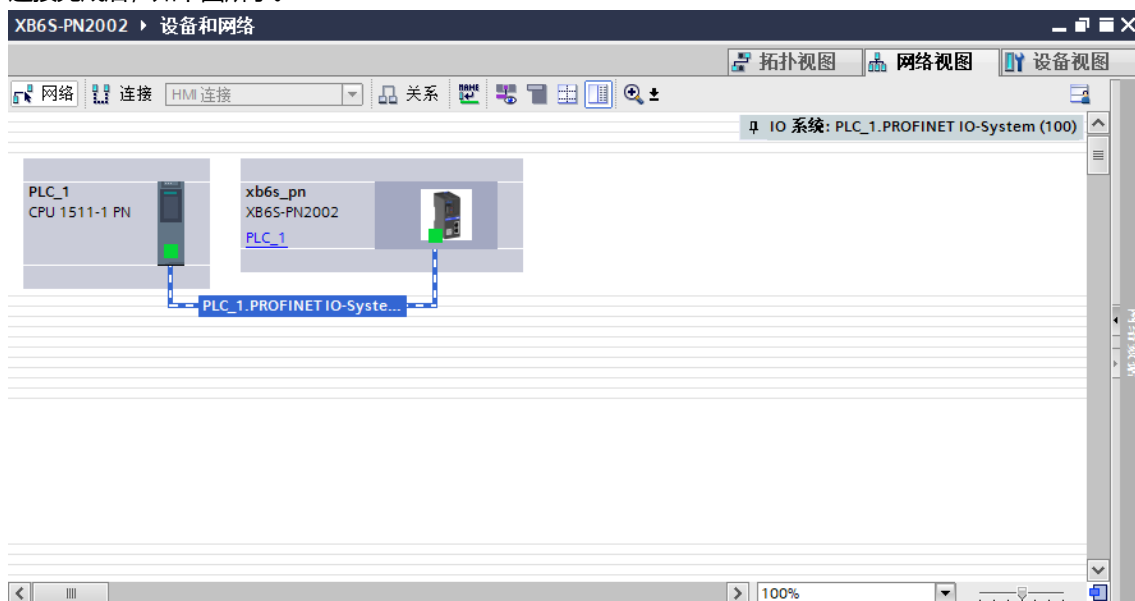 XB6S-PN2002 ▸ 设备和网络
拓扑视图 网络视图 设备视图
网络 连接 HMI 连接 关系
IO 系统: PLC_1.PROFINET IO-System (100)
PLC_1
CPU 1511-1 PN
xb6s_pn
XB6S-PN2002
PLC_1
PLC_1.PROFINET IO-Syste...
100%